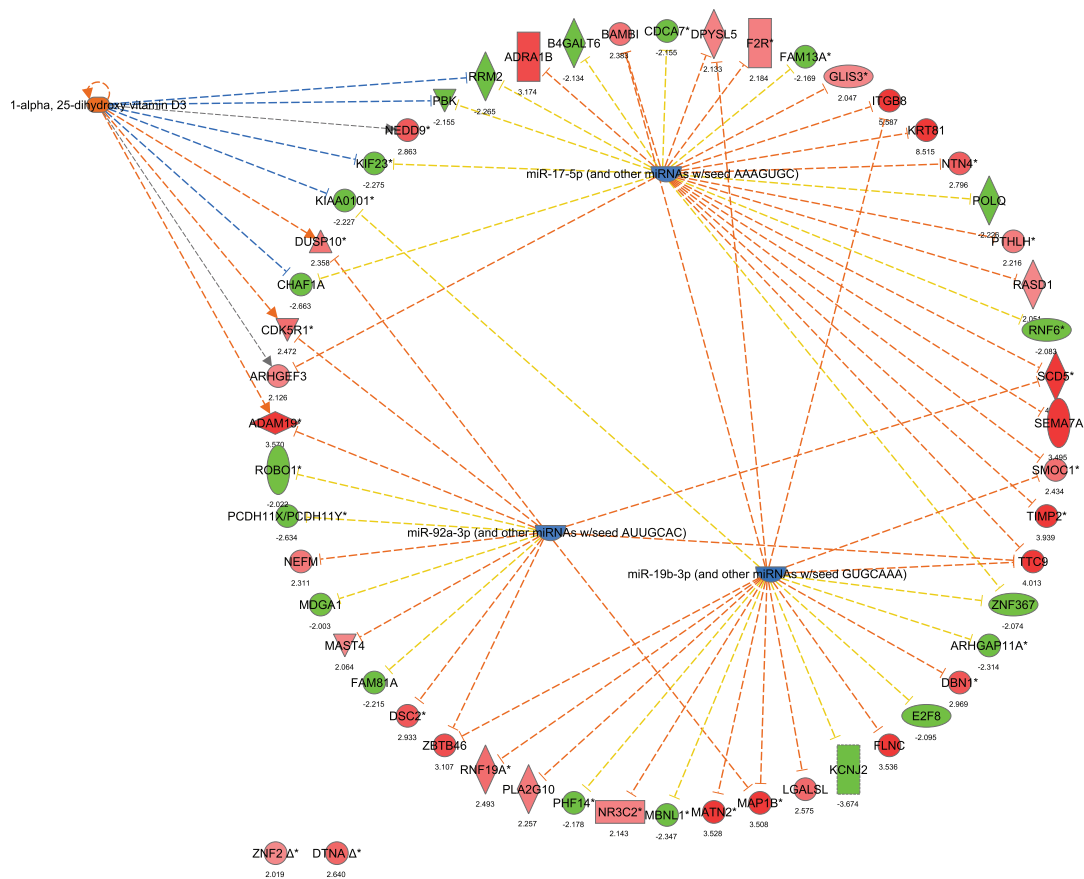 1-alpha, 25-dihydroxy vitamin D3
RRM2
-2.265
PBK
-2.155
NEDD9*
2.863
KIF23*
-2.275
KIAA0101*
-2.227
DUSP10*
2.358
CHAF1A
-2.663
CDK5R1*
2.472
ARHGEF3
2.126
ADAM19*
3.570
ROBO1*
-2.022
PCDH11X/PCDH11Y*
-2.634
NEFM
2.311
MDGA1
-2.003
MAST4
2.064
FAM81A
-2.215
DSC2*
2.933
ZBTB46
3.107
RNF19A*
2.493
PLA2G10
2.257
PHF14*
-2.178
NR3C2*
2.143
MBNL1*
-2.347
MATN2*
3.528
MAP1B*
3.508
LGALSL
2.575
KCNJ2
-3.674
FLNC
3.536
E2F8
-2.095
DBN1*
2.969
ARHGAP11A*
-2.314
ZNF367
-2.074
TTC9
4.013
TIMP2*
3.939
SMOC1*
2.434
SEMA7A
3.495
SCD5*
RNF6*
-2.083
RASD1
2.051
PTHLH*
2.216
POLQ
-2.226
NTN4*
2.796
KRT81
8.515
ITGB8
5.587
GLIS3*
2.047
FAM13A*
-2.169
F2R*
2.184
DPYSL5
2.133
CDCA7*
-2.155
BAMBI
2.383
B4GALT6
-2.134
ADRA1B
3.174
miR-17-5p (and other miRNAs w/seed AAAGUGC)
miR-92a-3p (and other miRNAs w/seed AUUGCAC)
miR-19b-3p (and other miRNAs w/seed GUGCAAA)
ZNF2 Δ*
2.019
DTNA Δ*
2.640